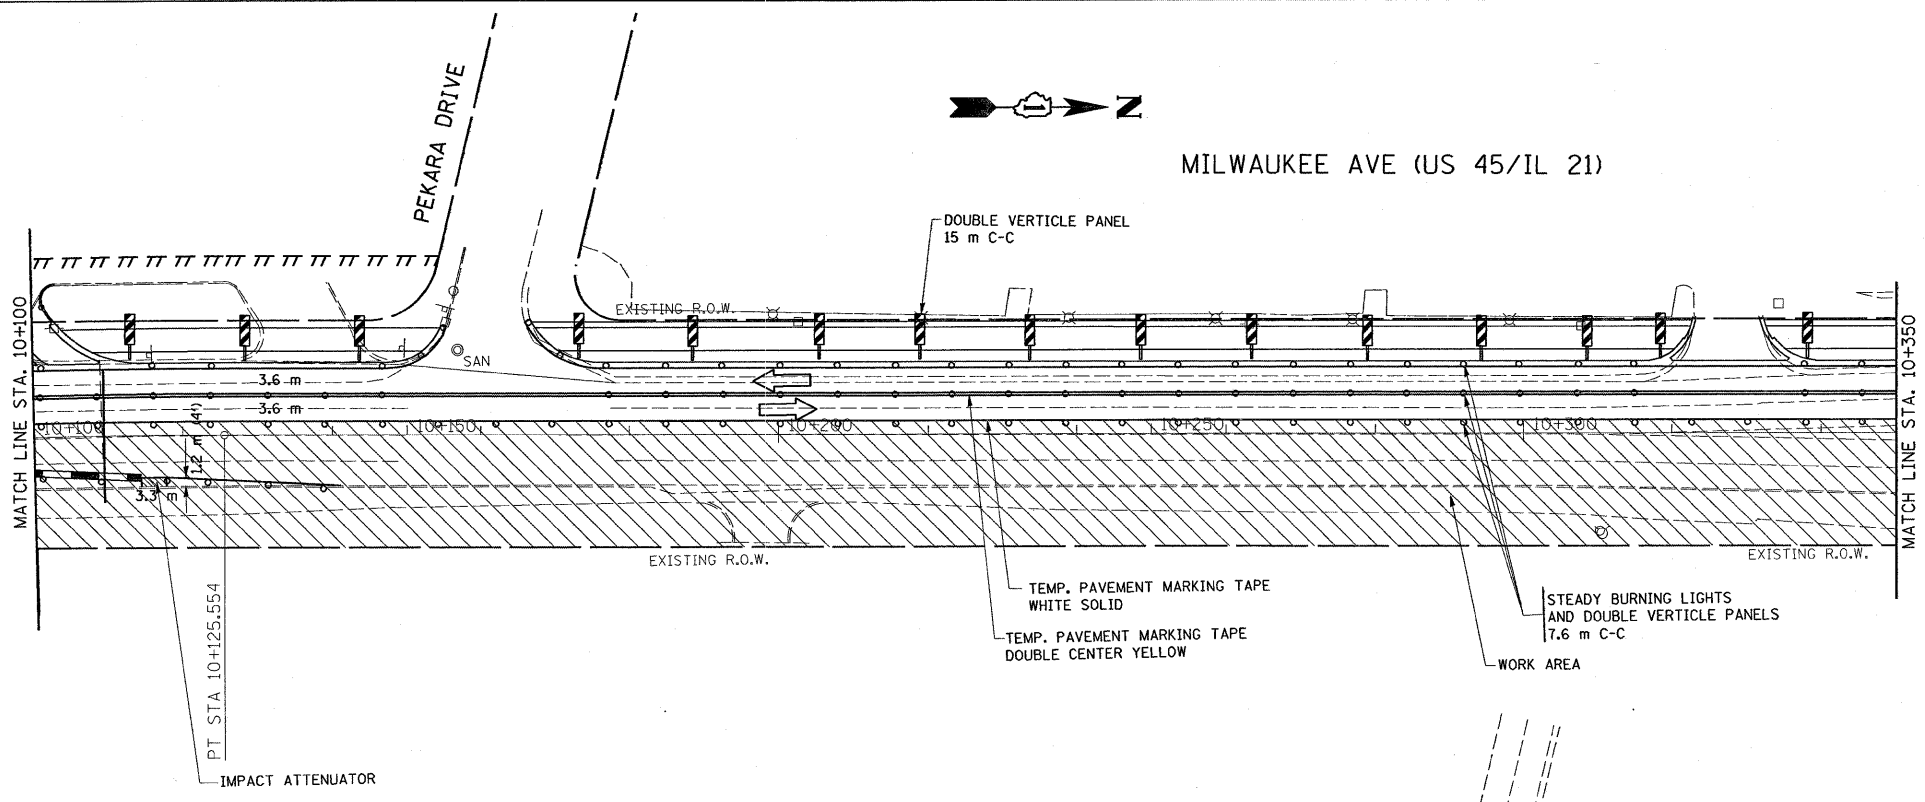 PEKARA DRIVE
N
MILWAUKEE AVE (US 45/IL 21)
DOUBLE VERTICLE PANEL
15 m C-C
EXISTING R.O.W.
SAN
3.6 m
3.6 m
MATCH LINE STA. 10+100
MATCH LINE STA. 10+350
10+100
10+150
10+200
10+250
10+300
1.2 m (4')
3.3 m
EXISTING R.O.W.
EXISTING R.O.W.
PT STA 10+125.554
TEMP. PAVEMENT MARKING TAPE
WHITE SOLID
TEMP. PAVEMENT MARKING TAPE
DOUBLE CENTER YELLOW
STEADY BURNING LIGHTS
AND DOUBLE VERTICLE PANELS
7.6 m C-C
WORK AREA
IMPACT ATTENUATOR